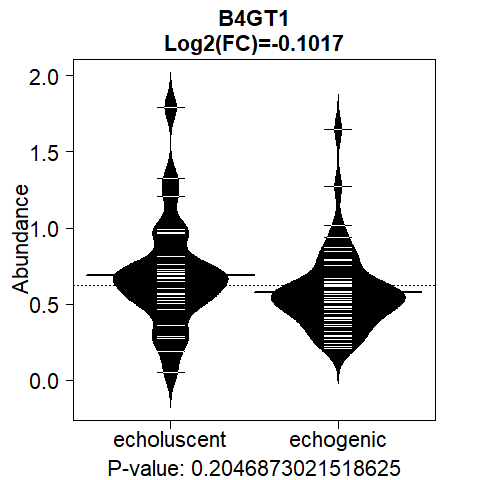 B4GT1
Log2(FC)=-0.1017
Abundance
2.0
1.5
1.0
0.5
0.0
echoluscent echogenic
P-value: 0.2046873021518625